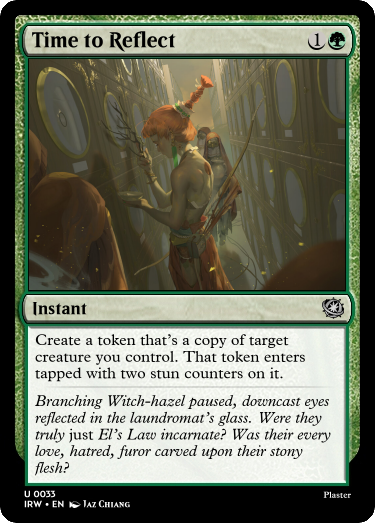 Time to Reflect 1
Instant
Create a token that's a copy of target
creature you control. That token enters
tapped with two stun counters on it.
Branching Witch-hazel paused, downcast eyes
reflected in the laundromat's glass. Were they
truly just El's Law incarnate? Was their every
love, hatred, furor carved upon their stony
flesh?
U 0033
IRW • EN Jaz Chiang
Plaster